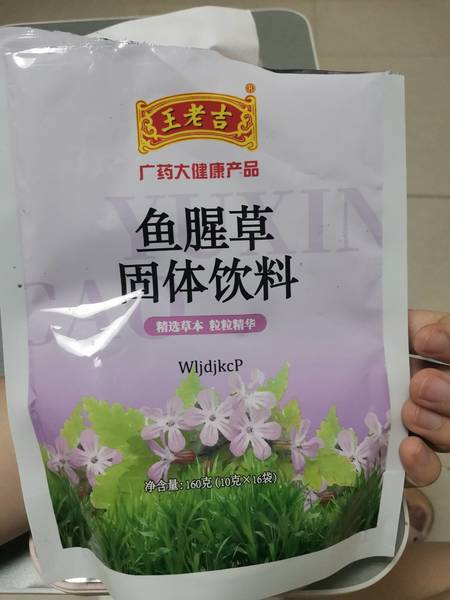 王老吉®
广药大健康产品
YUXIN
CAO
鱼腥草
固体饮料
精选草本 粒粒精华
WljdjkcP
净含量:160克(10克×16袋)